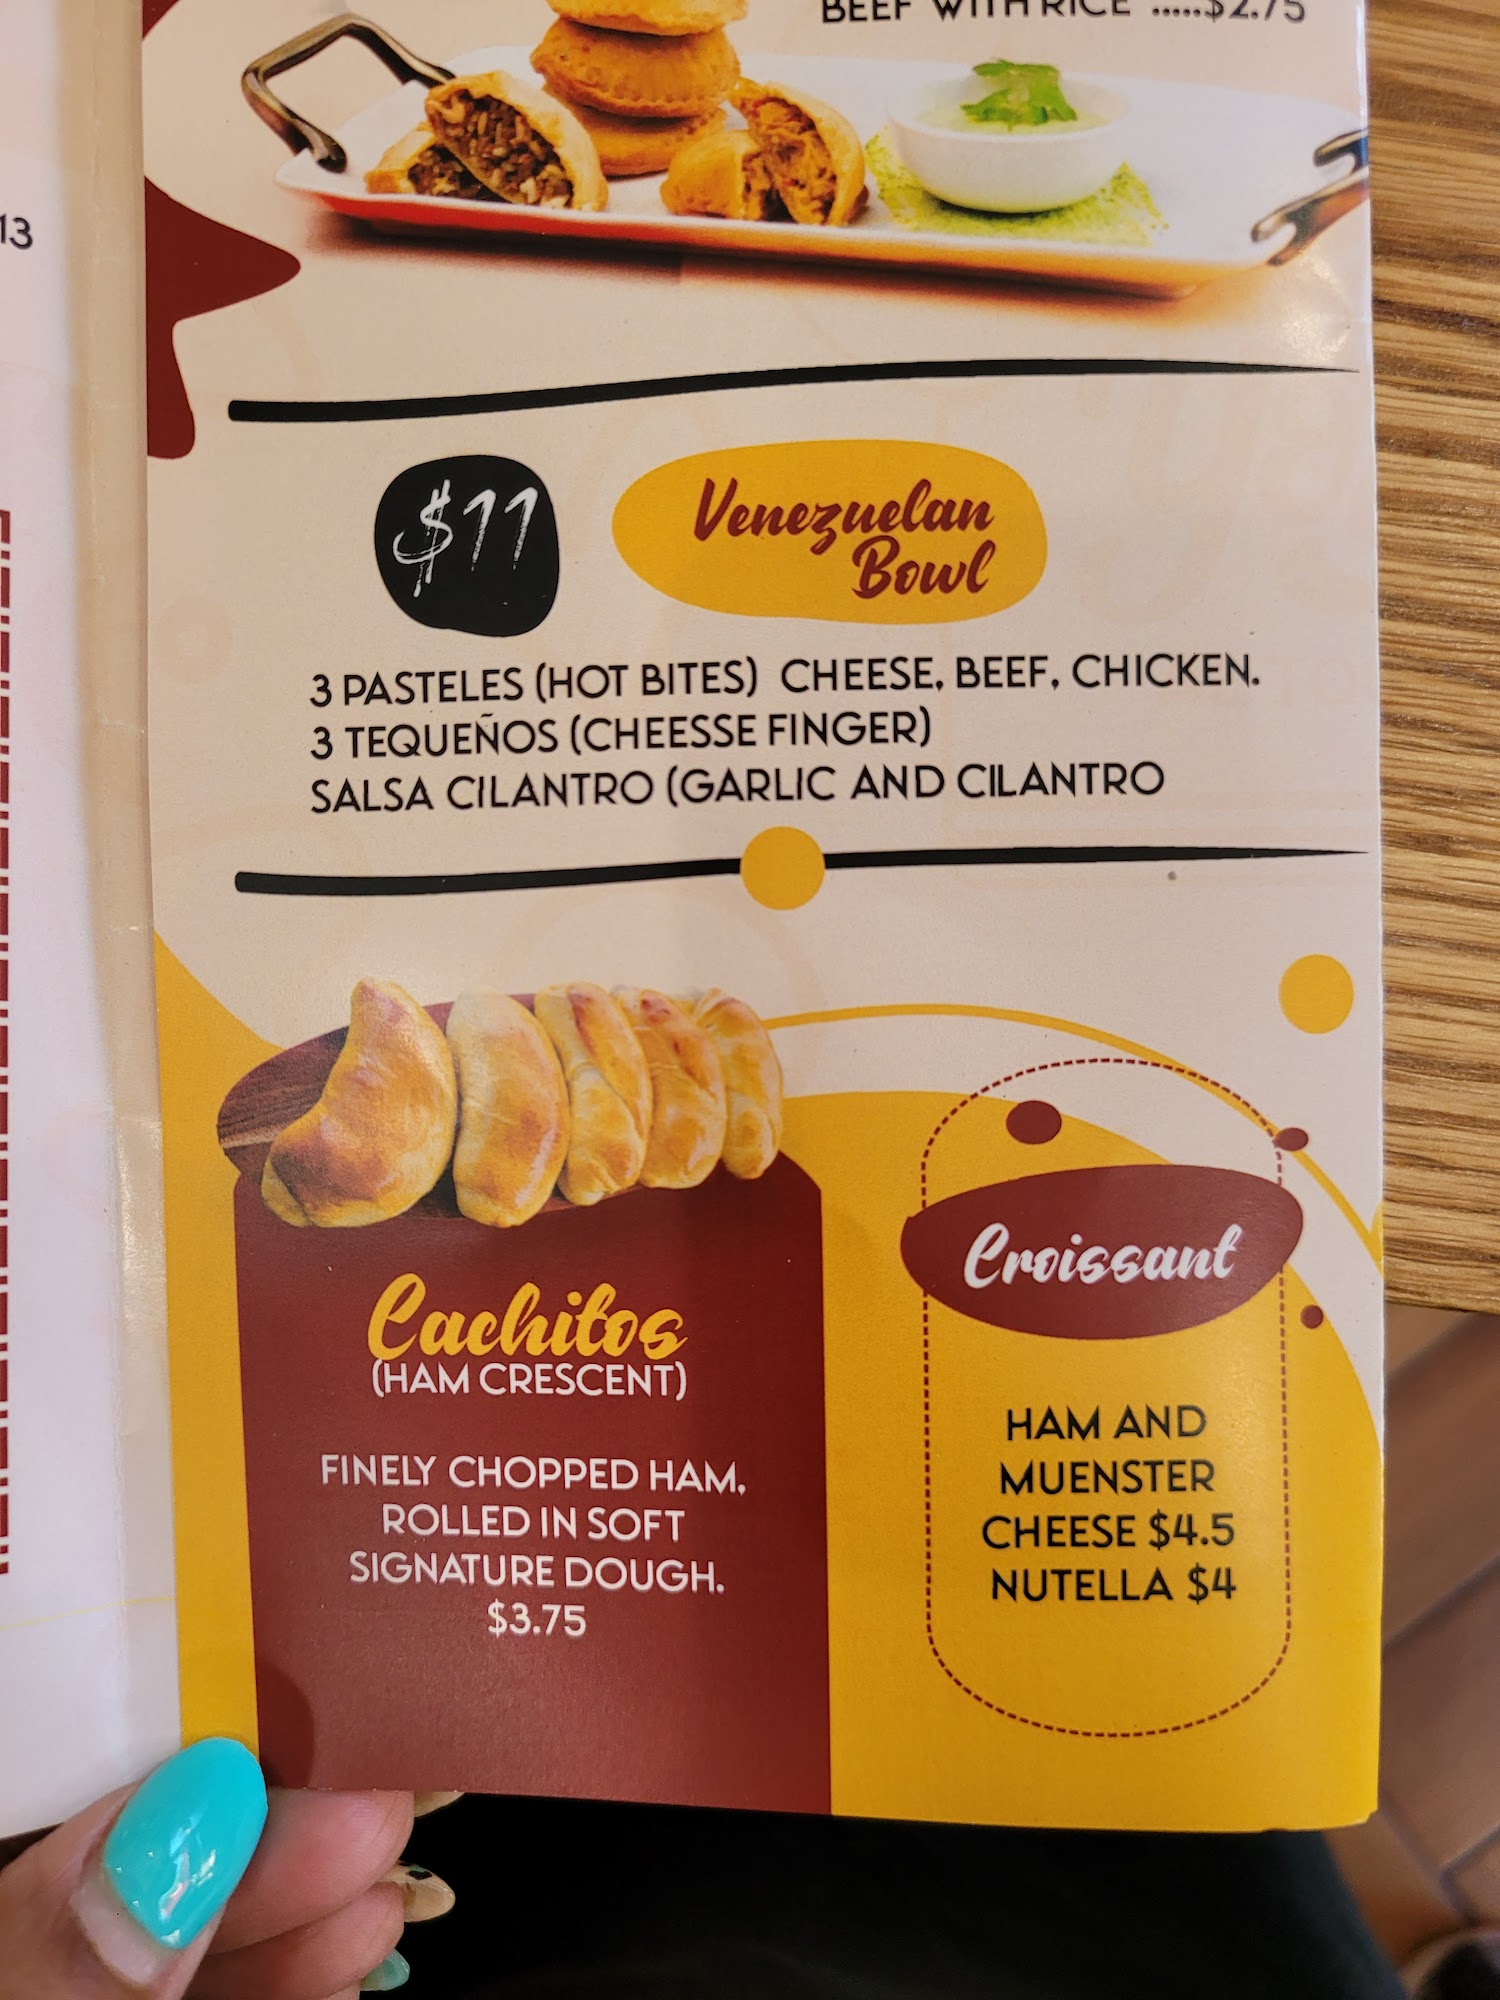 BEEF WITH RICE .....$2.75
13
$11
Venezuelan
Bowl
3 PASTELES (HOT BITES) CHEESE, BEEF, CHICKEN.
3 TEQUEÑOS (CHEESSE FINGER)
SALSA CILANTRO (GARLIC AND CILANTRO
Cachitos
(HAM CRESCENT)
FINELY CHOPPED HAM,
ROLLED IN SOFT
SIGNATURE DOUGH.
$3.75
Croissant
HAM AND
MUENSTER
CHEESE $4.5
NUTELLA $4